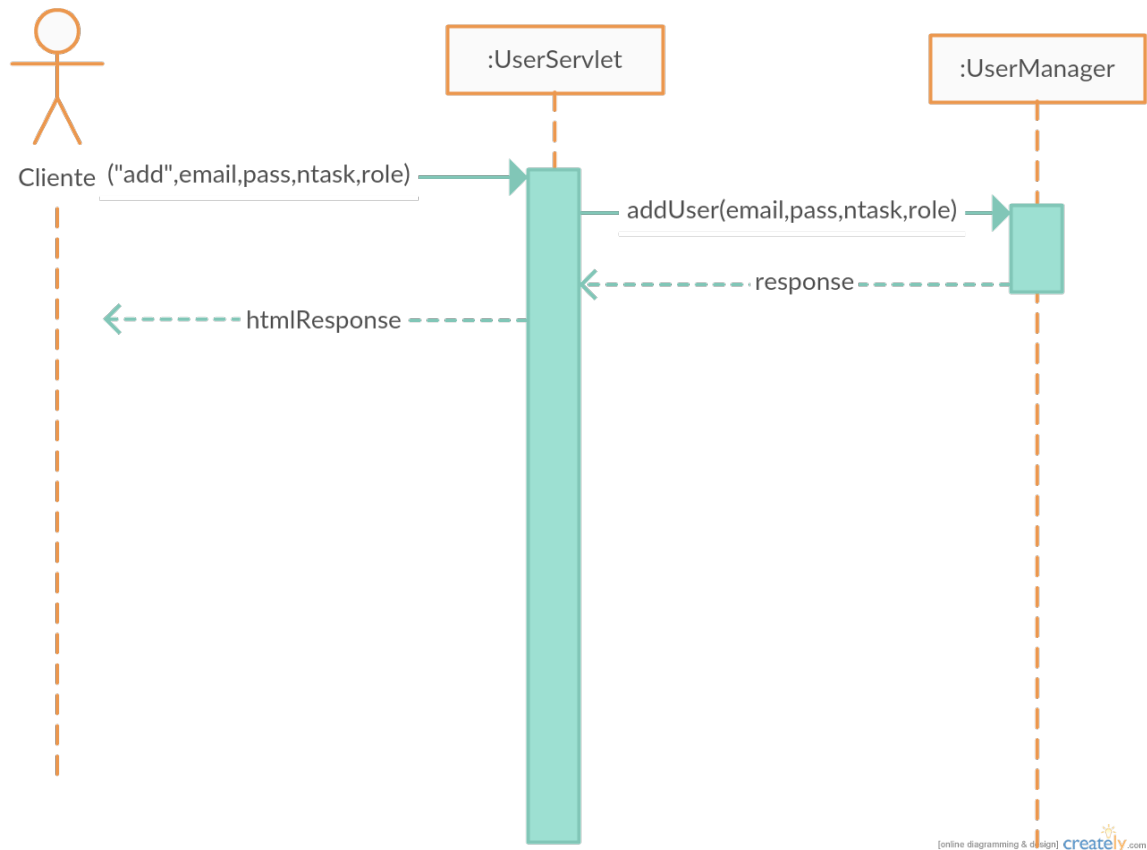 :UserServlet
:UserManager
Cliente
("add",email,pass,ntask,role)
addUser(email,pass,ntask,role)
response
htmlResponse
[online diagramming & design] creately.com